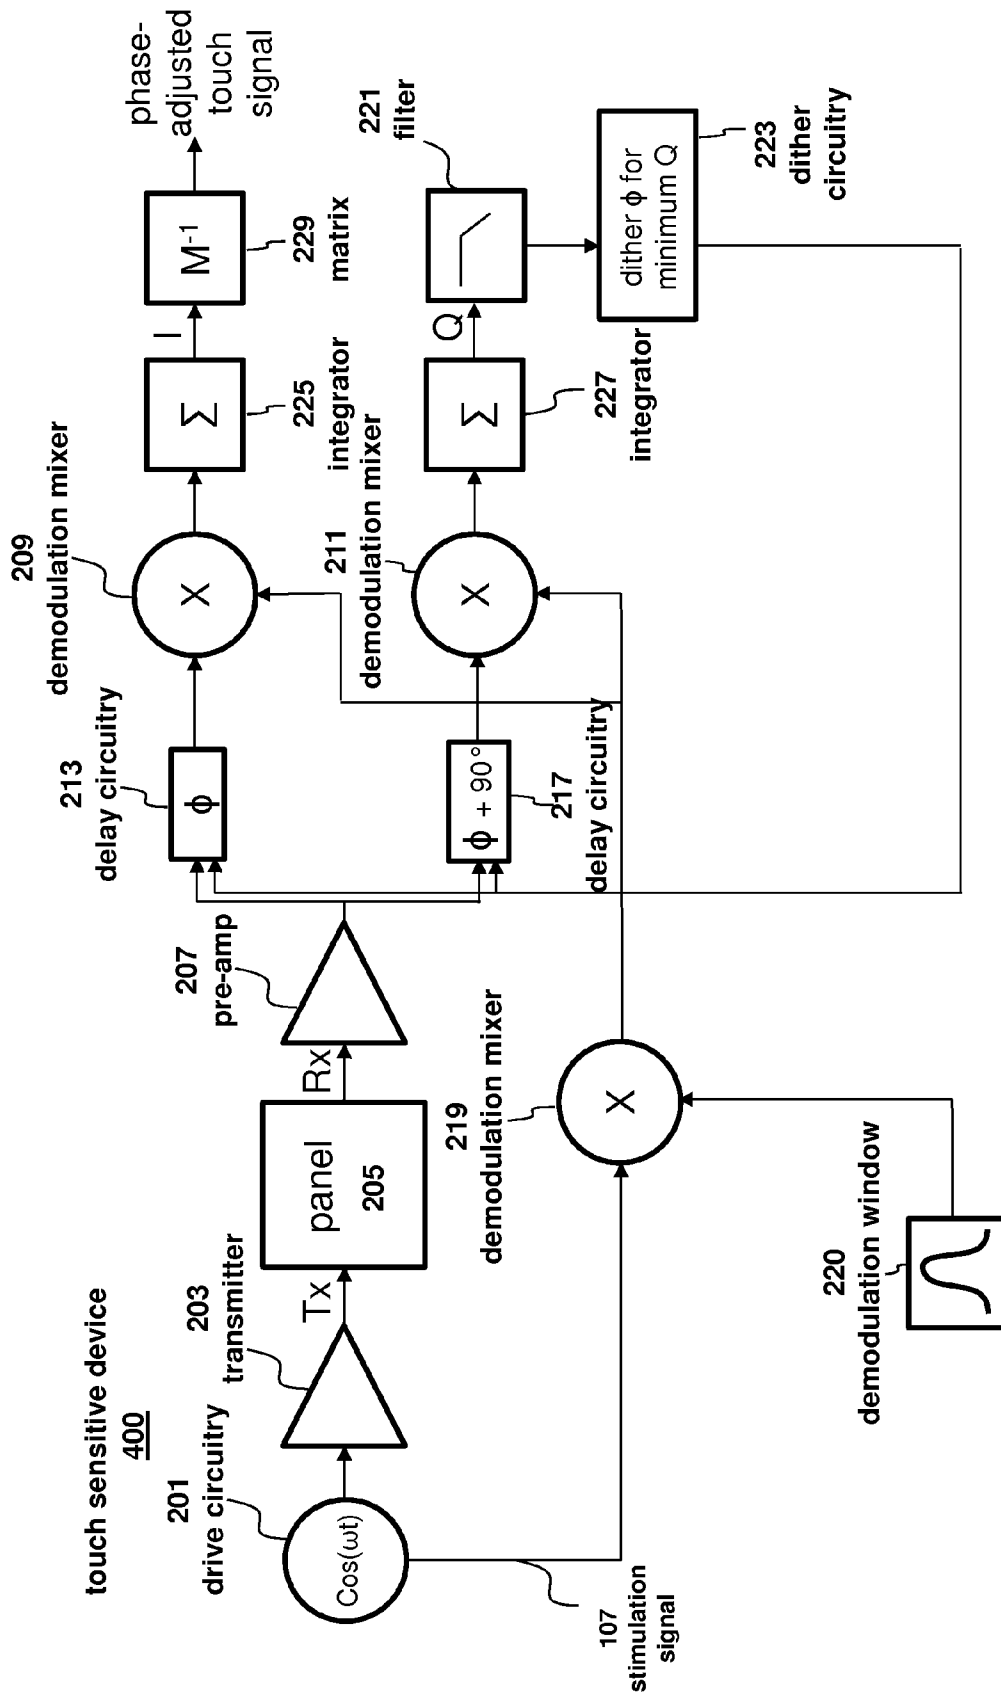 touch sensitive device
400
201
drive circuitry
Cos(ωt)
107
stimulation
signal
203
transmitter
Tx
panel
205
Rx
207
pre-amp
219
demodulation mixer
X
220
demodulation window
213
delay circuitry
ϕ
ϕ + 90°
217
delay circuitry
209
demodulation mixer
X
211
demodulation mixer
X
Σ
225
integrator
I
M-1
229
matrix
phase-
adjusted
touch
signal
Σ
227
integrator
Q
221
filter
dither ϕ for
minimum Q
223
dither
circuitry